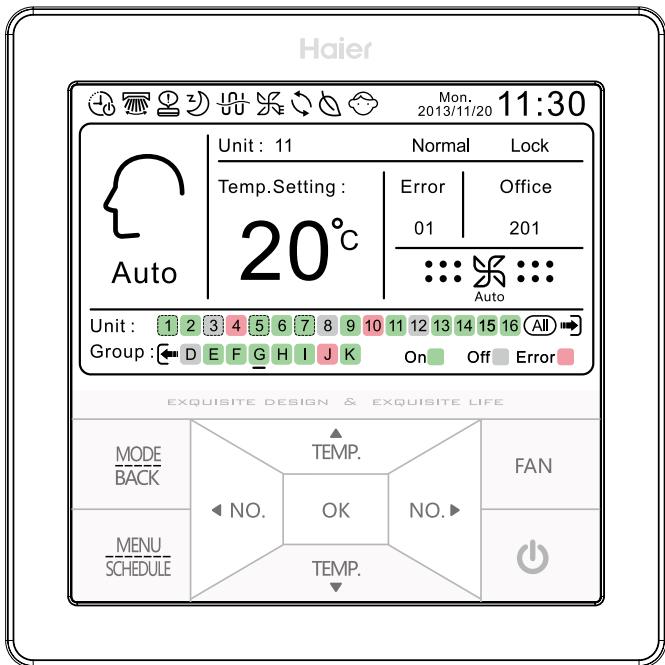 Haier
Mon.
2013/11/20 11:30
Unit : 11 Normal Lock
Temp.Setting : Error Office
20°C 01 201
Auto Auto
Unit : 1 2 3 4 5 6 7 8 9 10 11 12 13 14 15 16 All
Group : D E F G H I J K On Off Error
EXQUISITE DESIGN & EXQUISITE LIFE
MODE
BACK
TEMP.
FAN
NO. OK NO.
MENU
SCHEDULE
TEMP.